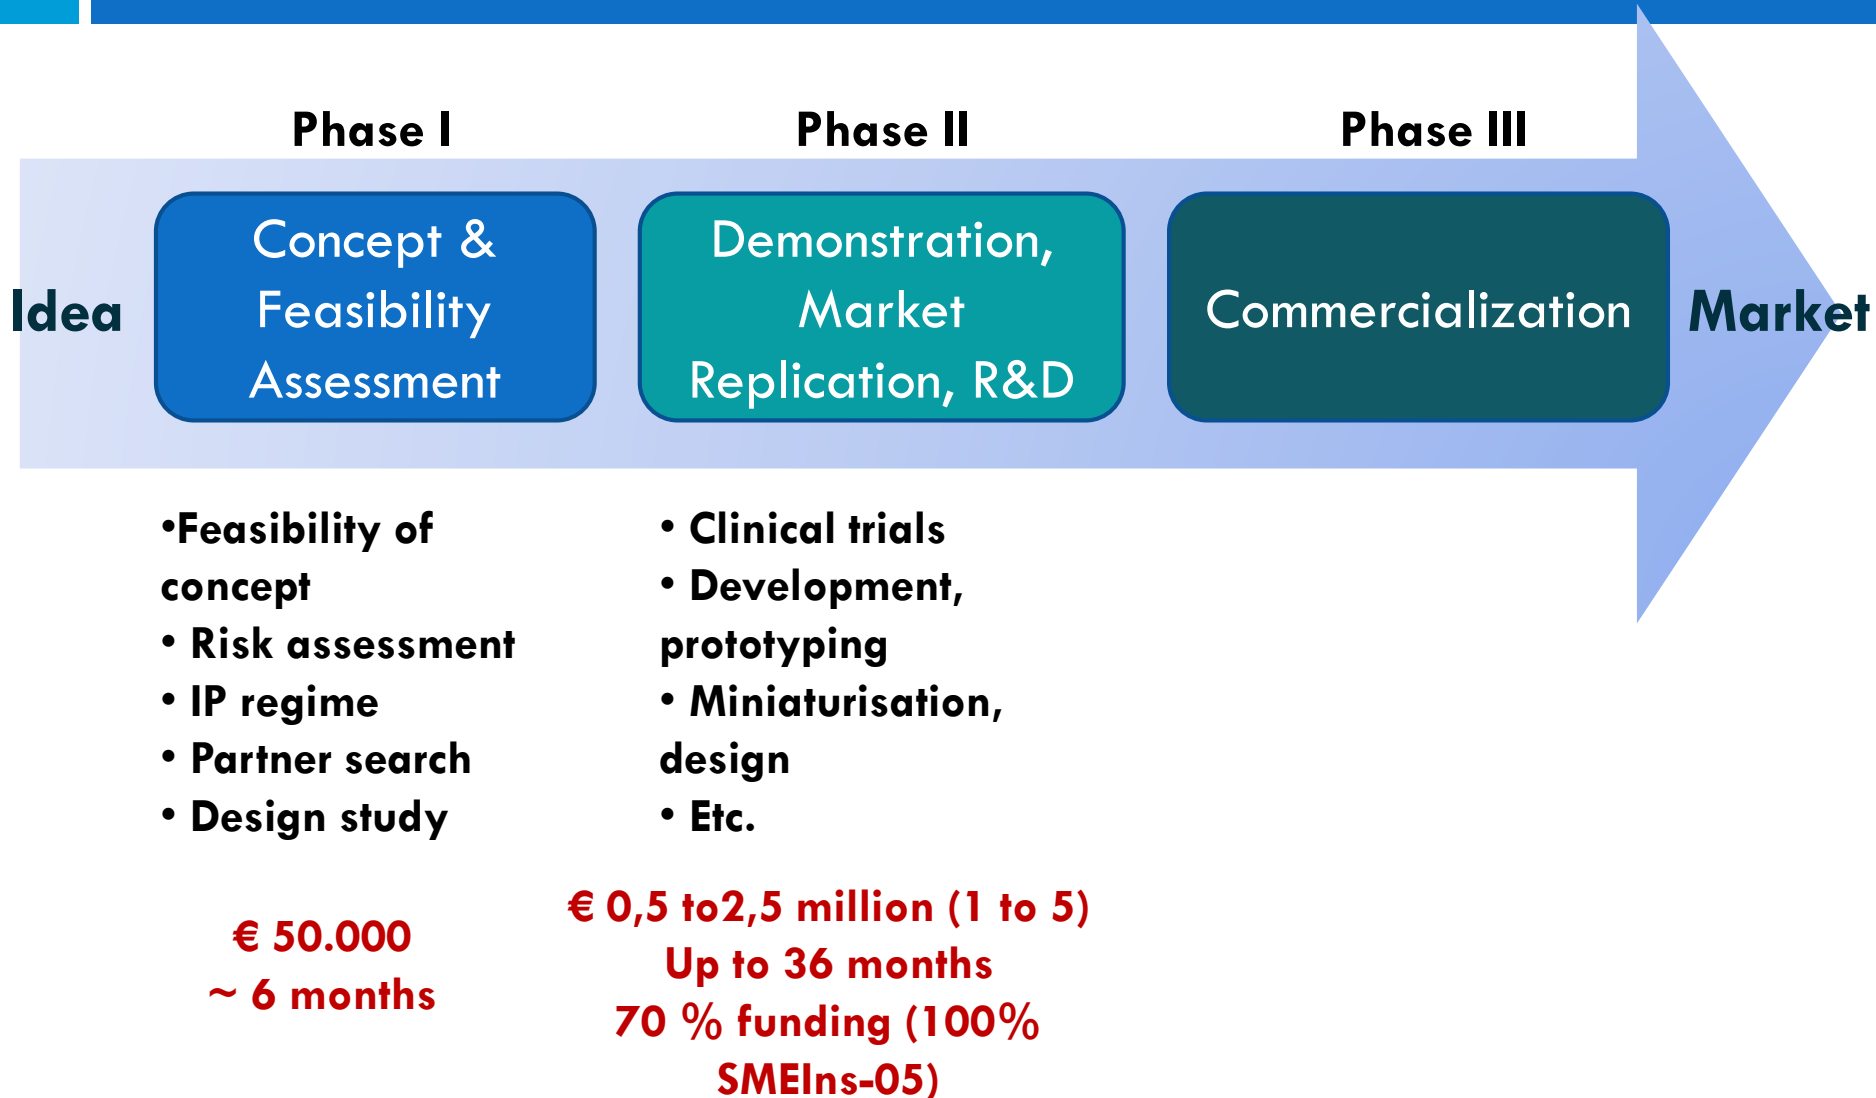 Phase I
Phase II
Phase III
Idea
Concept &
Feasibility
Assessment
Demonstration,
Market
Replication, R&D
Commercialization
Market
•Feasibility of
concept
• Risk assessment
• IP regime
• Partner search
• Design study
• Clinical trials
• Development,
prototyping
• Miniaturisation,
design
• Etc.
€ 50.000
~ 6 months
€ 0,5 to2,5 million (1 to 5)
Up to 36 months
70 % funding (100%
SMEIns-05)